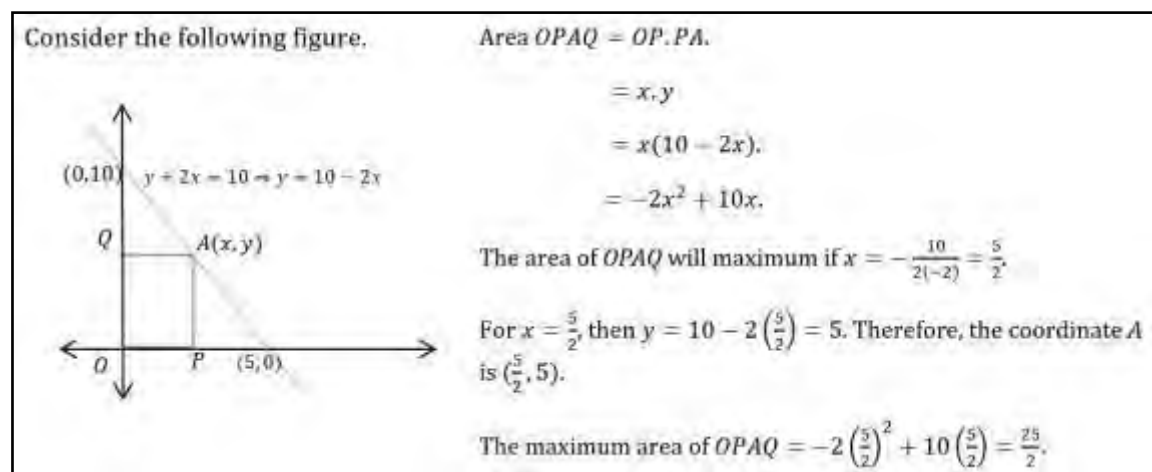 Consider the following figure.
(0,10)
y + 2x = 10 → y = 10 − 2x
Q
A(x, y)
O
P
(5,0)
Area OPAQ = OP.PA.
= x.y
= x(10 − 2x).
= −2x² + 10x.
The area of OPAQ will maximum if x = −10/2(−2) = 5/2.
For x = 5/2, then y = 10 − 2(5/2) = 5. Therefore, the coordinate A
is (5/2, 5).
The maximum area of OPAQ = −2(5/2)² + 10(5/2) = 25/2.